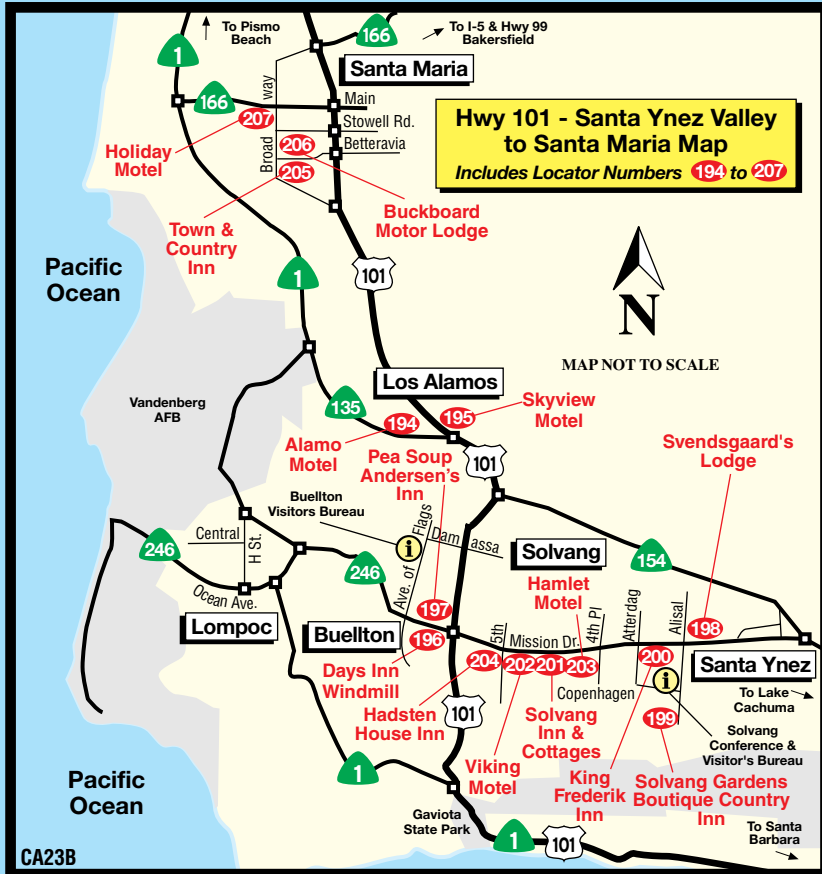 To Pismo
Beach
To I-5 & Hwy 99
Bakersfield
1
166
Santa Maria
166
Main
Broad
way
Stowell Rd.
Betteravia
207
206
205
Holiday
Motel
Town &
Country
Inn
Buckboard
Motor Lodge
Hwy 101 - Santa Ynez Valley
to Santa Maria Map
Includes Locator Numbers 194 to 207
Pacific
Ocean
1
101
N
MAP NOT TO SCALE
Vandenberg
AFB
Los Alamos
135
194
195
Alamo
Motel
Skyview
Motel
101
Pea Soup
Andersen's
Inn
Svendsgaard's
Lodge
Buellton
Visitors Bureau
i
Ave. of Flags
Dam assa
Solvang
154
Central
H St.
246
Ocean Ave.
246
Lompoc
Buellton
197
196
Days Inn
Windmill
Hamlet
Motel
5th
Mission Dr.
4th Pl
Atterdag
Alisal
198
204
202
201
203
200
Santa Ynez
Copenhagen
i
199
To Lake
Cachuma
Hadsten
House Inn
101
Solvang
Inn &
Cottages
Solvang
Conference &
Visitor's Bureau
Viking
Motel
King
Frederik
Inn
Solvang Gardens
Boutique Country
Inn
1
Pacific
Ocean
Gaviota
State Park
1
101
To Santa
Barbara
CA23B